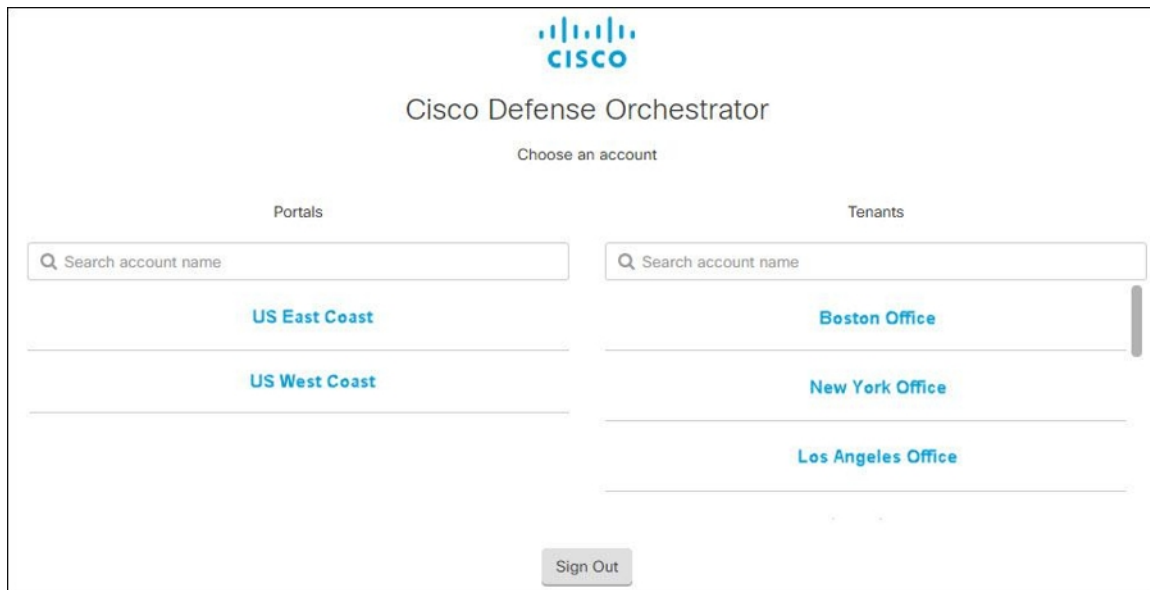 CISCO
Cisco Defense Orchestrator
Choose an account
Portals
Search account name
US East Coast
US West Coast
Tenants
Search account name
Boston Office
New York Office
Los Angeles Office
Sign Out